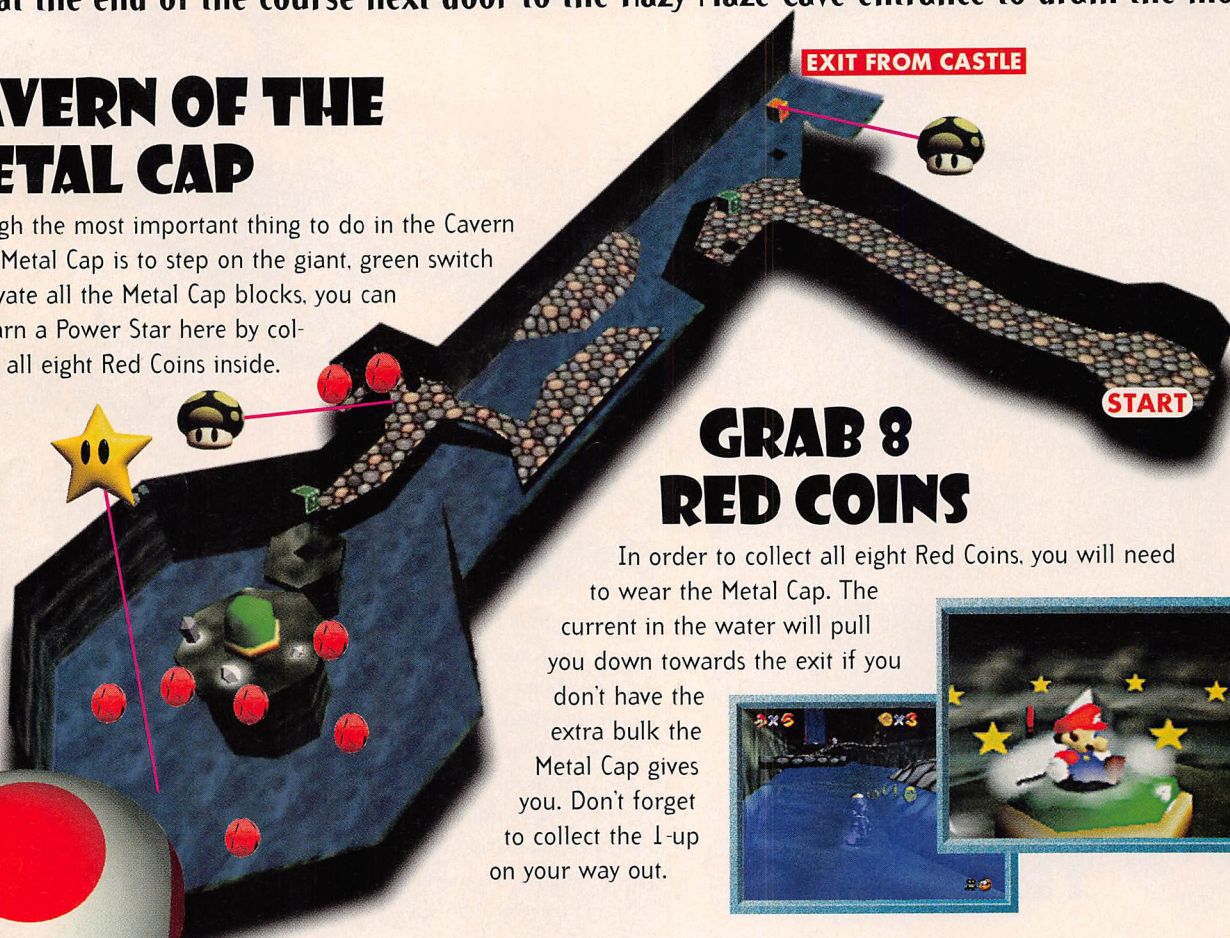 at the end of the course next door to the Hazy Maze Cave entrance to drain the
EXIT FROM CASTLE
AVERN OF THE
ETAL CAP
gh the most important thing to do in the Cavern
Metal Cap is to step on the giant, green switch
vate all the Metal Cap blocks, you can
arn a Power Star here by col-
all eight Red Coins inside.
START
GRAB 8
RED COINS
In order to collect all eight Red Coins, you will need
to wear the Metal Cap. The
current in the water will pull
you down towards the exit if you
don't have the
extra bulk the
Metal Cap gives
you. Don't forget
to collect the 1-up
on your way out.